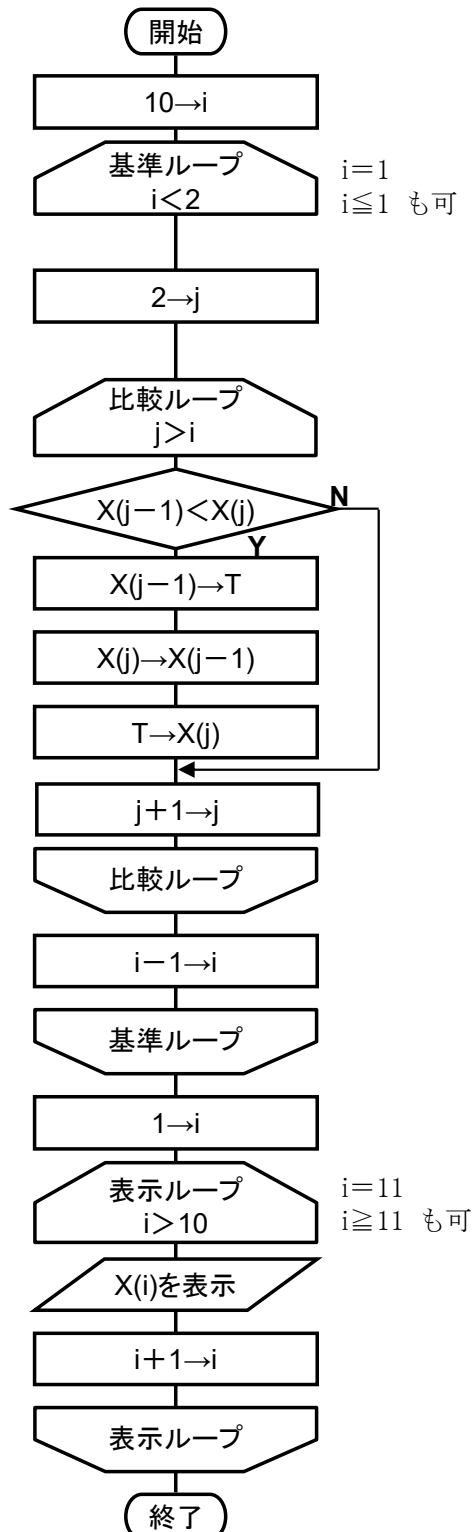 開始
10→i
基準ループ
i<2
i=1
i≦1 も可
2→j
比較ループ
j>i
X(j-1)<X(j)
N
Y
X(j-1)→T
X(j)→X(j-1)
T→X(j)
j+1→j
比較ループ
i-1→i
基準ループ
1→i
表示ループ
i>10
i=11
i≧11 も可
X(i)を表示
i+1→i
表示ループ
終了